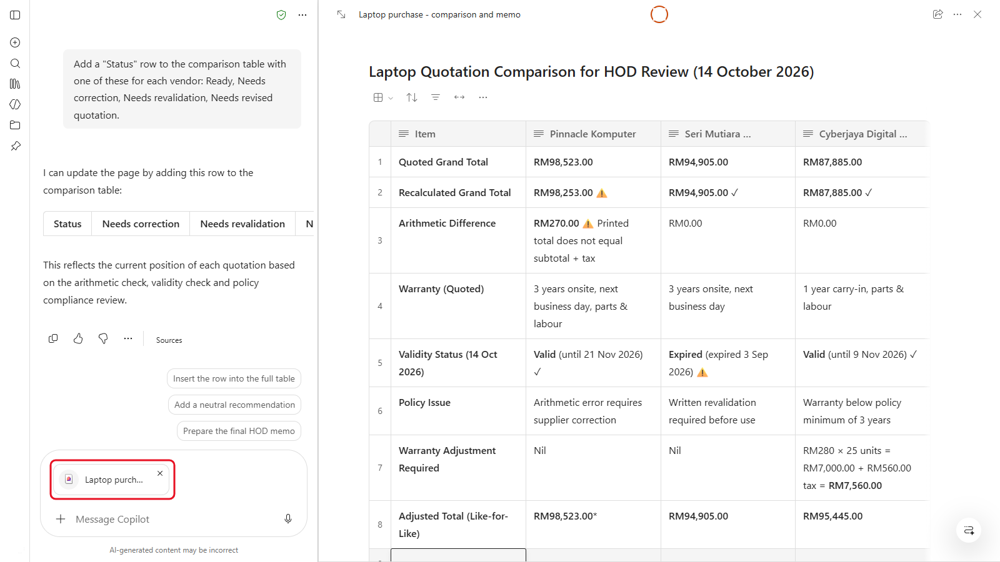 Laptop purchase - comparison and memo
Add a "Status" row to the comparison table with
one of these for each vendor: Ready, Needs
correction, Needs revalidation, Needs revised
quotation.
I can update the page by adding this row to the
comparison table:
Status Needs correction Needs revalidation N
This reflects the current position of each quotation based
on the arithmetic check, validity check and policy
compliance review.
Sources
Insert the row into the full table
Add a neutral recommendation
Prepare the final HOD memo
Laptop purch...
Message Copilot
AI-generated content may be incorrect
Laptop Quotation Comparison for HOD Review (14 October 2026)
Item Pinnacle Komputer Seri Mutiara ... Cyberjaya Digital ...
1 Quoted Grand Total RM98,523.00 RM94,905.00 RM87,885.00
2 Recalculated Grand Total RM98,253.00 ⚠️ RM94,905.00 ✓ RM87,885.00 ✓
3 Arithmetic Difference RM270.00 ⚠️ Printed RM0.00 RM0.00
total does not equal
subtotal + tax
4 Warranty (Quoted) 3 years onsite, next 3 years onsite, next 1 year carry-in, parts &
business day, parts & business day labour
labour
5 Validity Status (14 Oct Valid (until 21 Nov 2026) Expired (expired 3 Sep Valid (until 9 Nov 2026) ✓
2026) ✓ 2026) ⚠️
6 Policy Issue Arithmetic error requires Written revalidation Warranty below policy
supplier correction required before use minimum of 3 years
7 Warranty Adjustment Nil Nil RM280 × 25 units =
Required RM7,000.00 + RM560.00
tax = RM7,560.00
8 Adjusted Total (Like-for- RM98,523.00* RM94,905.00 RM95,445.00
Like)